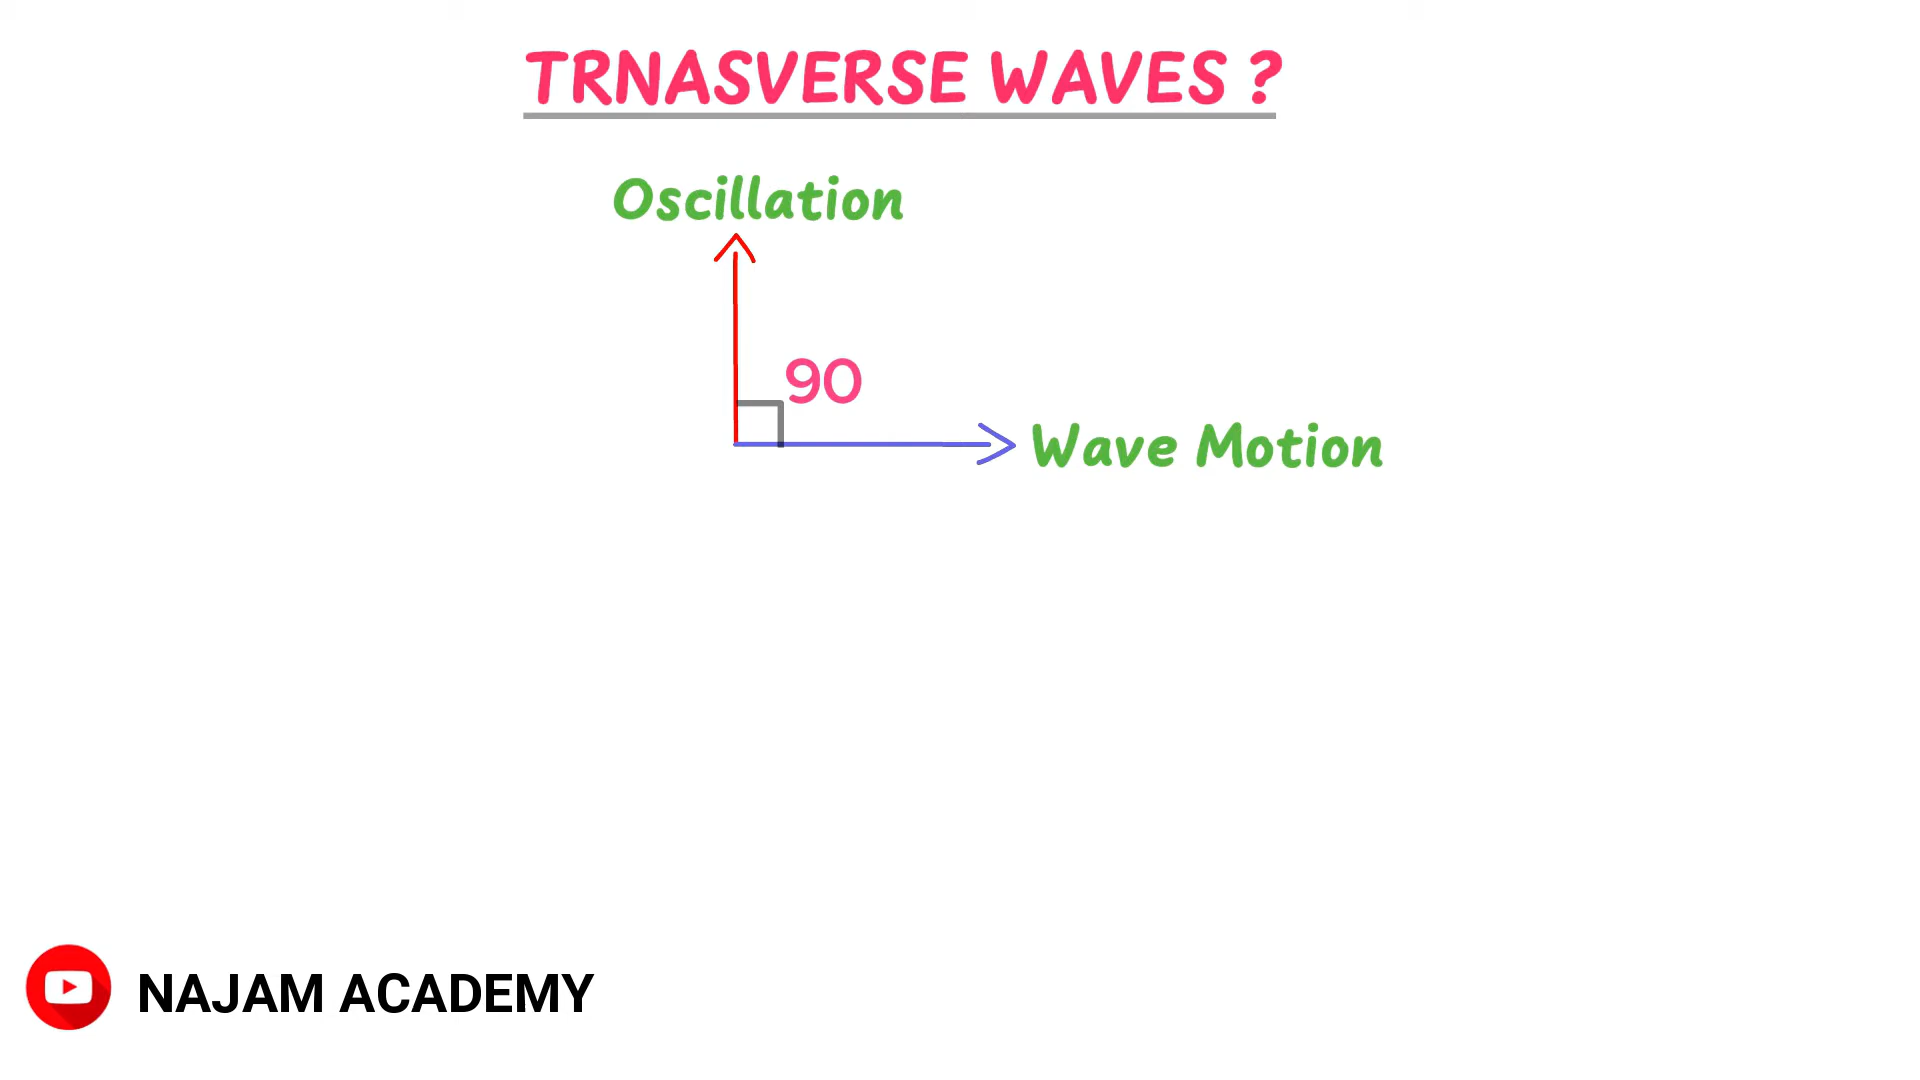 TRNASVERSE WAVES ?
Oscillation
90
Wave Motion
NAJAM ACADEMY